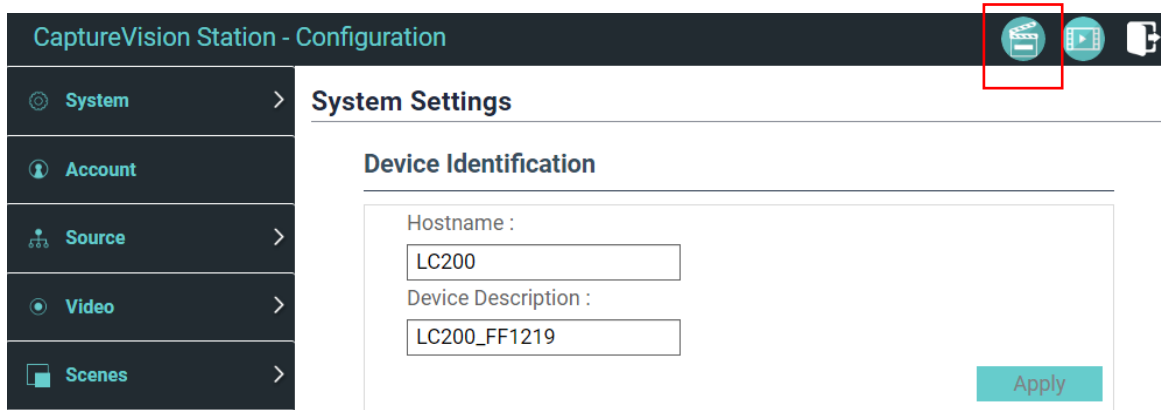 CaptureVision Station - Configuration
System
Account
Source
Video
Scenes
System Settings
Device Identification
Hostname :
LC200
Device Description :
LC200_FF1219
Apply